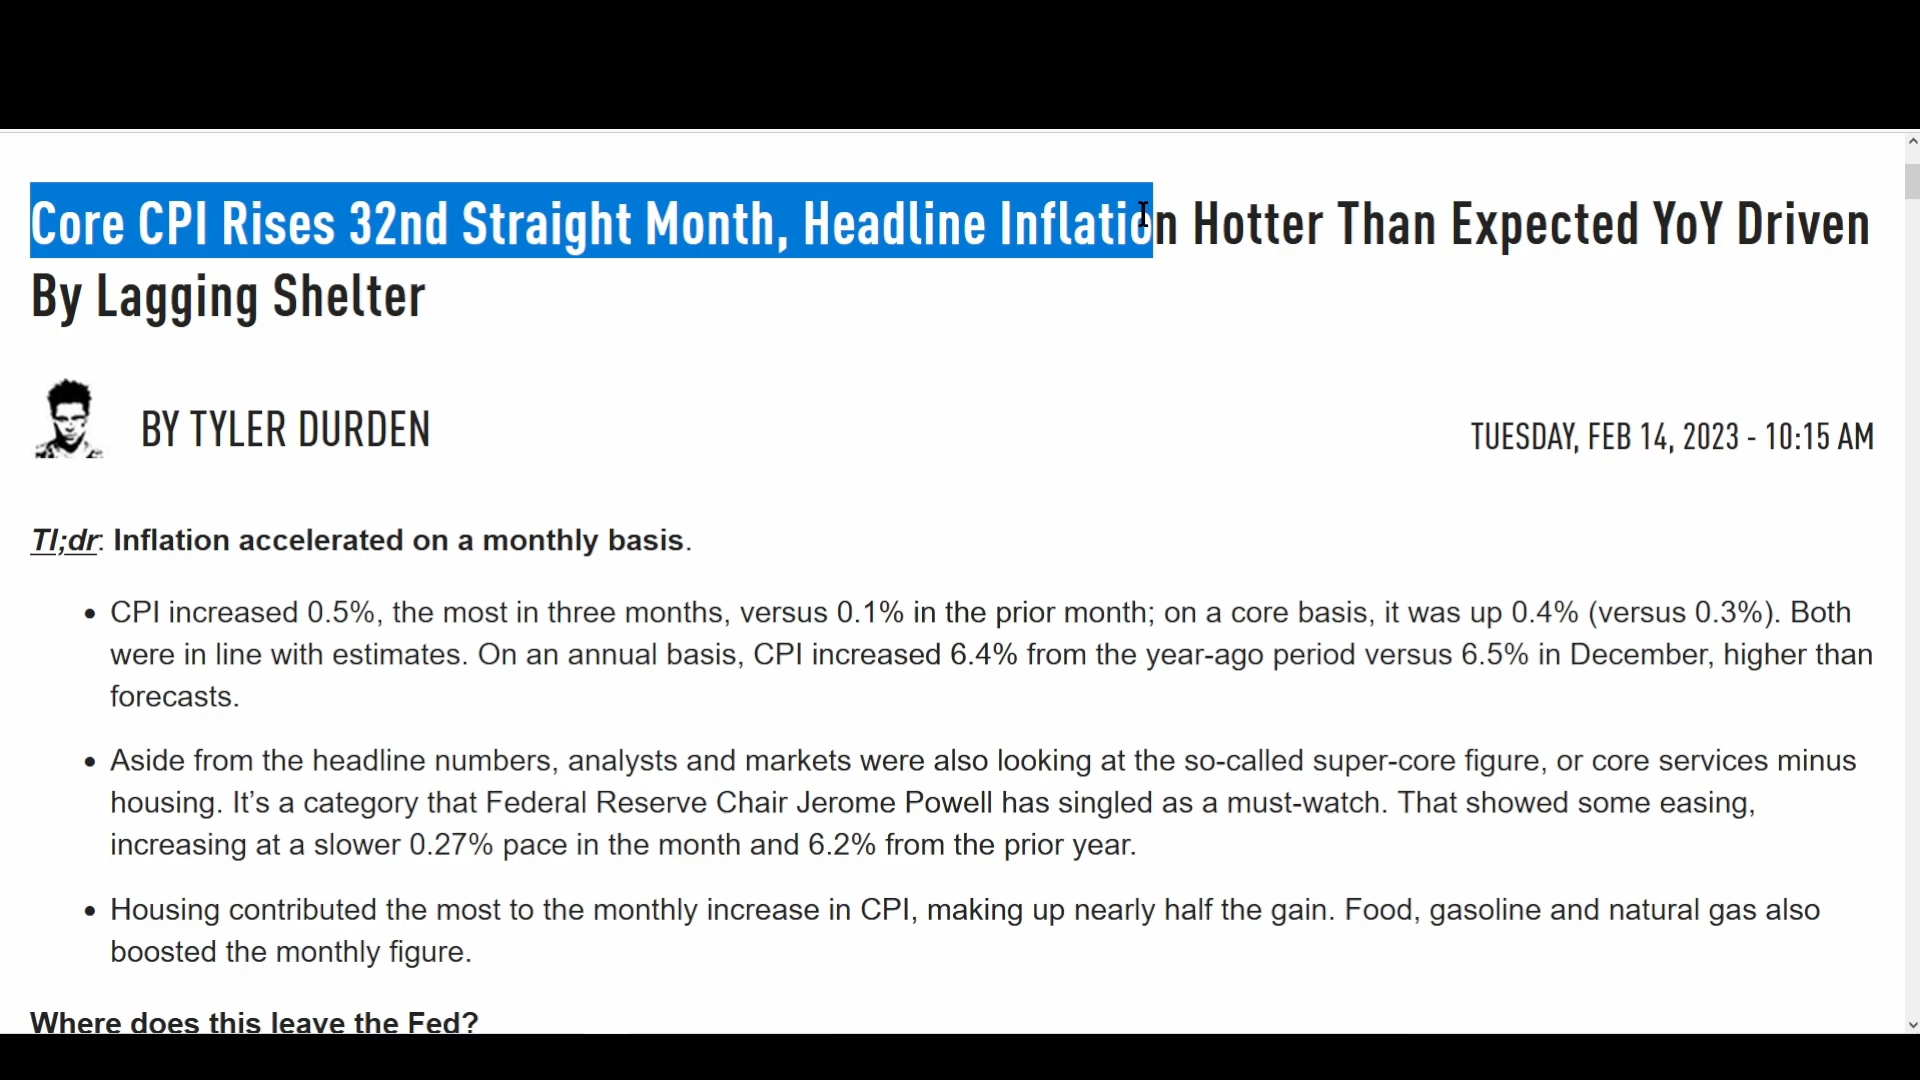 Core CPI Rises 32nd Straight Month, Headline Inflation Hotter Than Expected YoY Driven
By Lagging Shelter
BY TYLER DURDEN
TUESDAY, FEB 14, 2023 - 10:15 AM
Tl;dr: Inflation accelerated on a monthly basis.
• CPI increased 0.5%, the most in three months, versus 0.1% in the prior month; on a core basis, it was up 0.4% (versus 0.3%). Both
were in line with estimates. On an annual basis, CPI increased 6.4% from the year-ago period versus 6.5% in December, higher than
forecasts.
• Aside from the headline numbers, analysts and markets were also looking at the so-called super-core figure, or core services minus
housing. It’s a category that Federal Reserve Chair Jerome Powell has singled as a must-watch. That showed some easing,
increasing at a slower 0.27% pace in the month and 6.2% from the prior year.
• Housing contributed the most to the monthly increase in CPI, making up nearly half the gain. Food, gasoline and natural gas also
boosted the monthly figure.
Where does this leave the Fed?